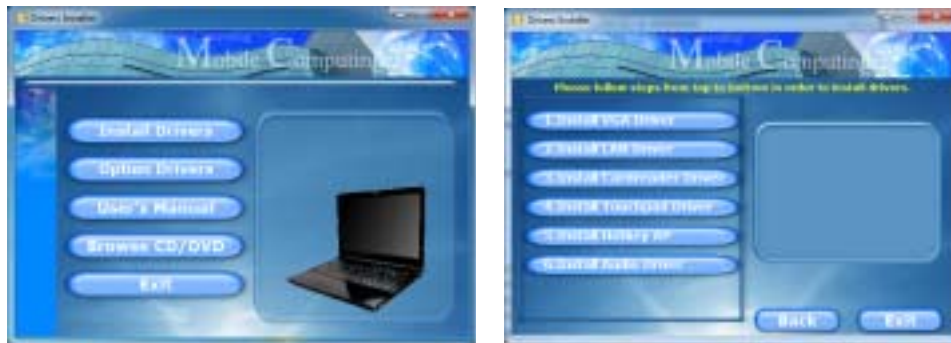 Drivers Installer
Mobile Computing
Install Drivers
Option Drivers
User's Manual
Browse CD/DVD
Exit
Drivers Installer
Mobile Computing
Please follow steps from top to bottom in order to install drivers.
1.Install VGA Driver
2.Install LAN Driver
3.Install Cardreader Driver
4.Install Touchpad Driver
5.Install Hotkey AP
6.Install Audio Driver
Back
Exit